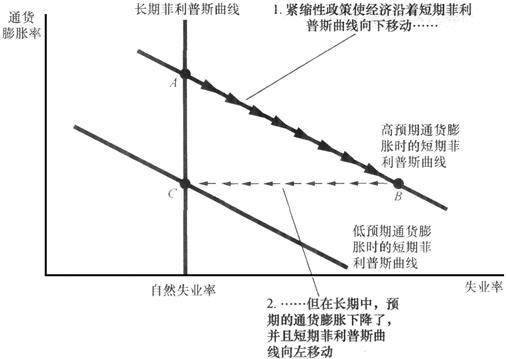 通货
膨胀率
长期菲利普斯曲线
1. 紧缩性政策使经济沿着短期菲利
普斯曲线向下移动……
A
高预期通货膨
胀时的短期菲
利普斯曲线
C
B
低预期通货膨
胀时的短期菲
利普斯曲线
自然失业率
失业率
2. ……但在长期中，预
期的通货膨胀下降了，
并且短期菲利普斯曲
线向左移动